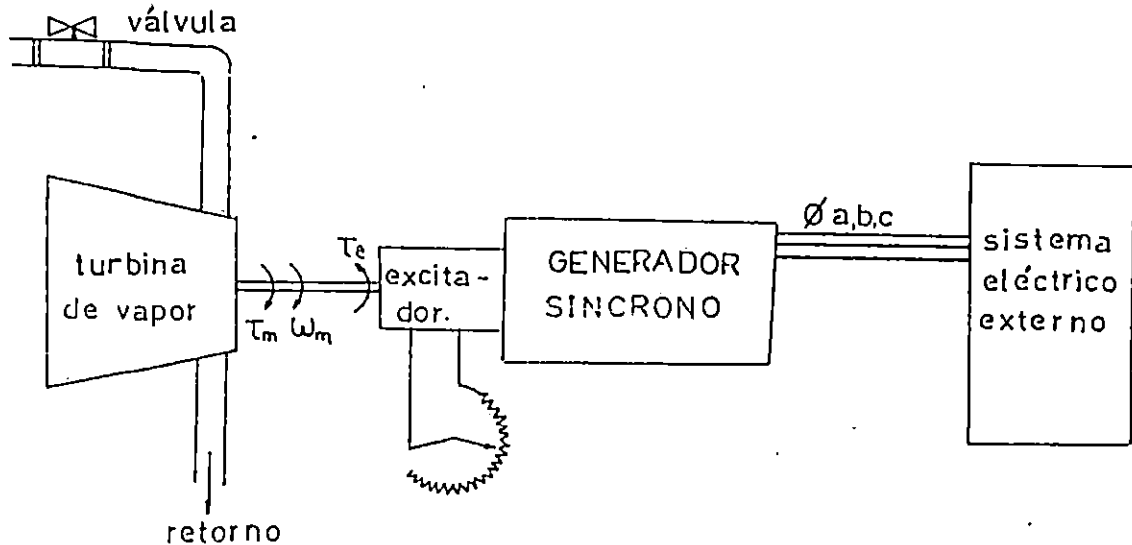 válvula
turbina
de vapor
τm ωm
τe
excita-
dor.
GENERADOR
SINCRONO
Ø a,b,c
sistema
eléctrico
externo
retorno